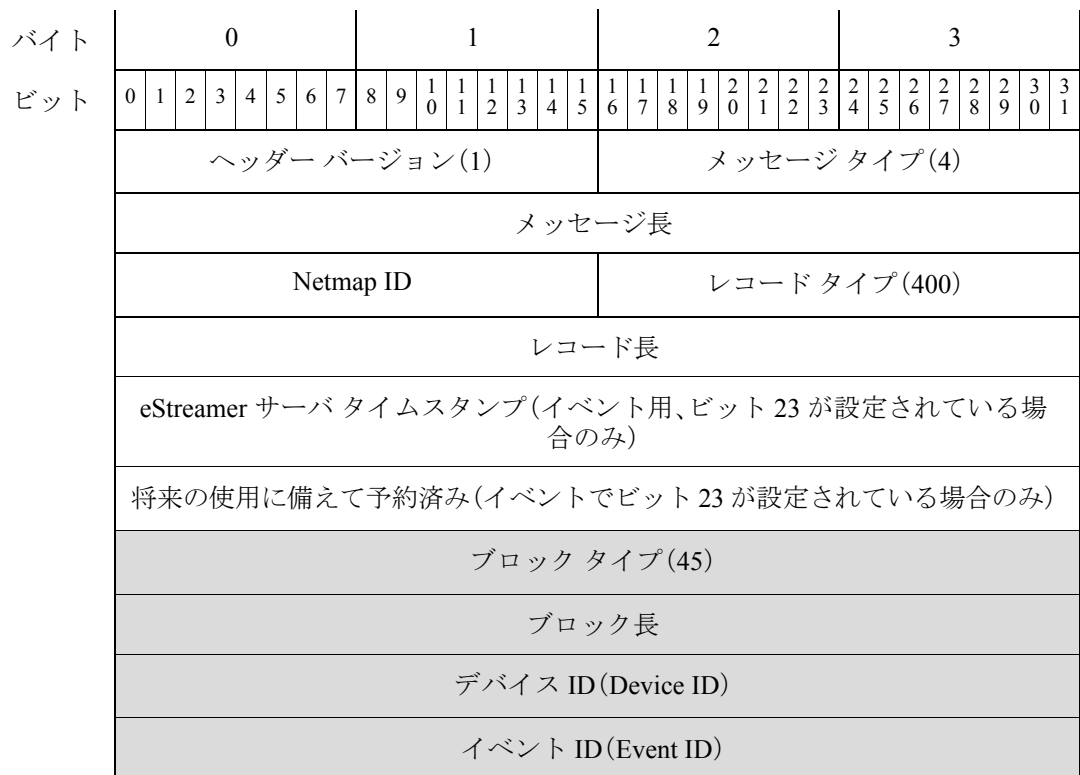 バイト 0 1 2 3
ビット 0 1 2 3 4 5 6 7 8 9 10 11 12 13 14 15 16 17 18 19 20 21 22 23 24 25 26 27 28 29 30 31
ヘッダー バージョン(1) メッセージ タイプ(4)
メッセージ長
Netmap ID レコード タイプ(400)
レコード長
eStreamer サーバ タイムスタンプ(イベント用、ビット 23 が設定されている場
合のみ)
将来の使用に備えて予約済み(イベントでビット 23 が設定されている場合のみ)
ブロック タイプ(45)
ブロック長
デバイス ID(Device ID)
イベント ID(Event ID)